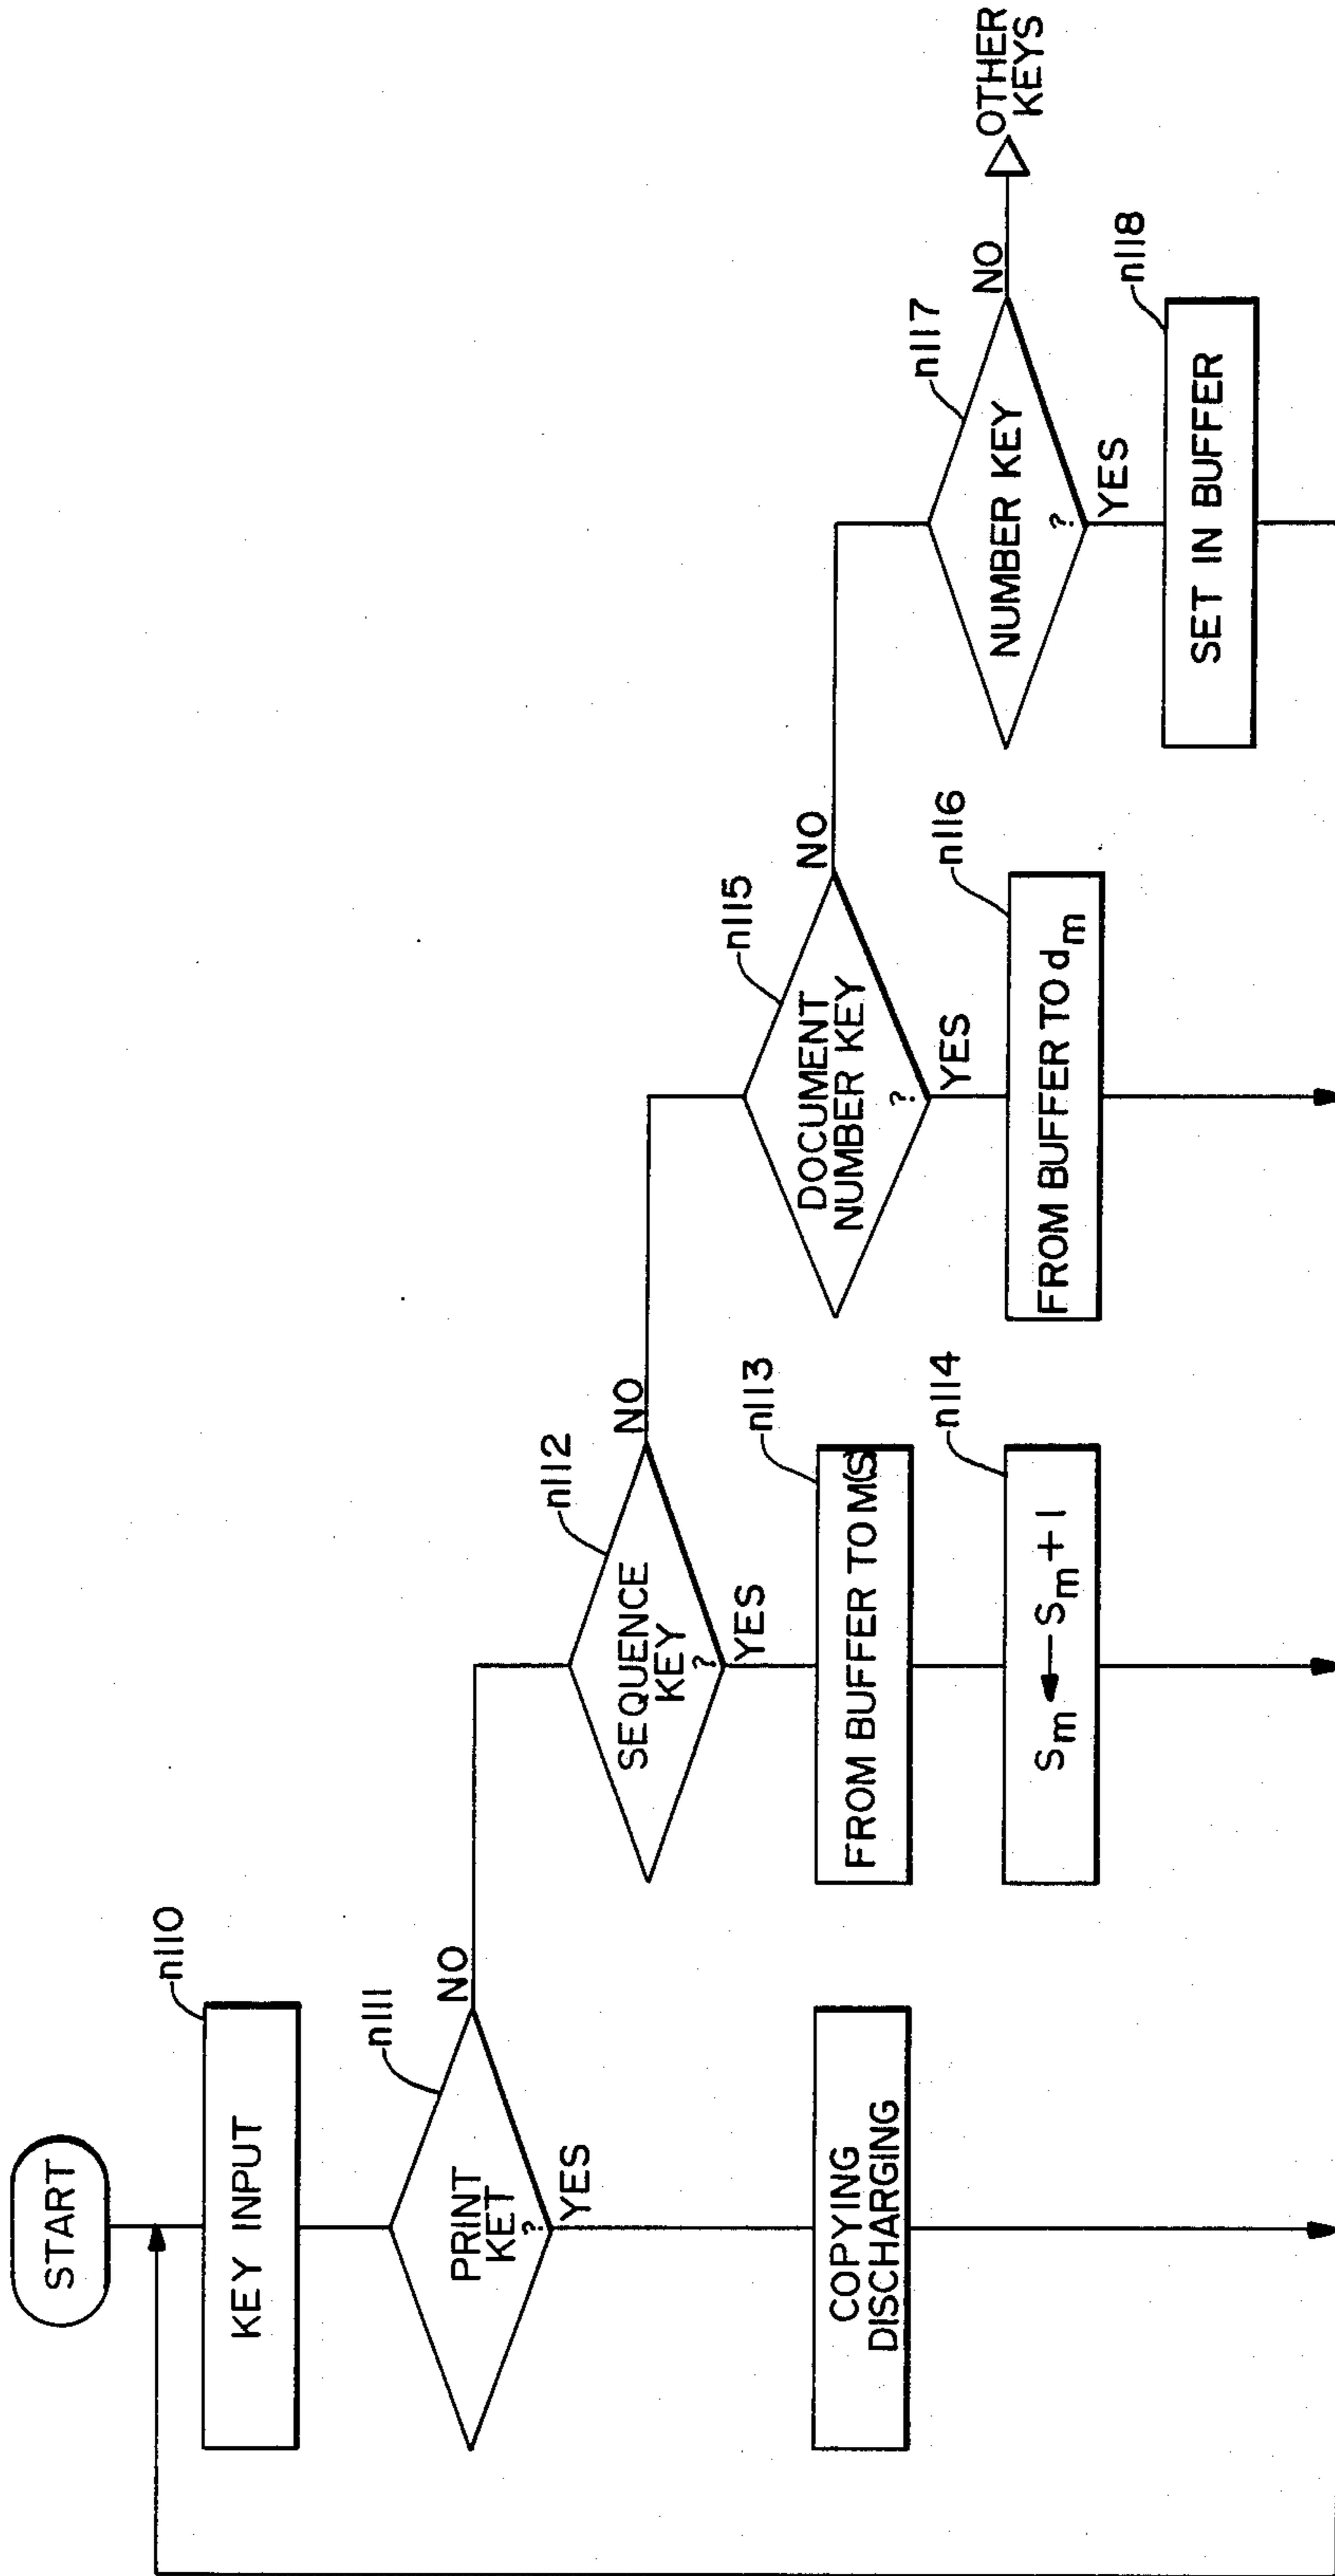 START
KEY INPUT
n110
PRINT
KET
?
n111
NO
YES
COPYING
DISCHARGING
SEQUENCE
KEY
?
n112
NO
YES
FROM BUFFER TO M(S)
n113
Sm ← Sm + 1
n114
DOCUMENT
NUMBER KEY
?
n115
NO
YES
FROM BUFFER TO dm
n116
NUMBER KEY
?
n117
NO
YES
OTHER
KEYS
SET IN BUFFER
n118